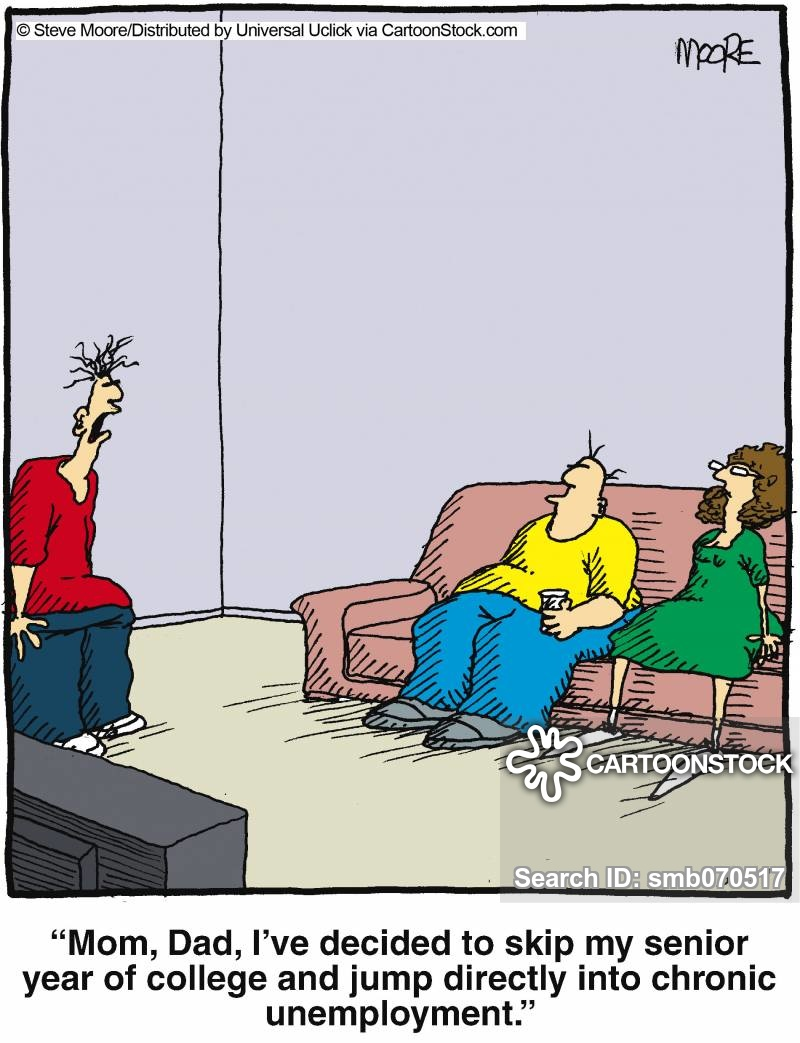 © Steve Moore/Distributed by Universal Uclick via CartoonStock.com
MOORE
CARTOONSTOCK
Search ID: smb070517
“Mom, Dad, I’ve decided to skip my senior
year of college and jump directly into chronic
unemployment.”